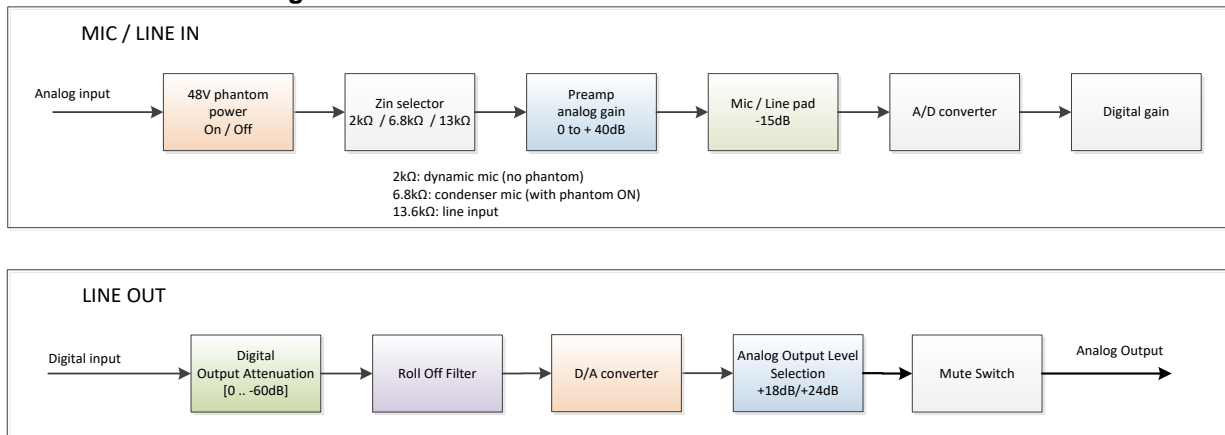 MIC / LINE IN
Analog input
48V phantom
power
On / Off
Zin selector
2kΩ / 6.8kΩ / 13kΩ
Preamp
analog gain
0 to + 40dB
Mic / Line pad
-15dB
A/D converter
Digital gain
2kΩ: dynamic mic (no phantom)
6.8kΩ: condenser mic (with phantom ON)
13.6kΩ: line input
LINE OUT
Digital input
Digital
Output Attenuation
[0 .. -60dB]
Roll Off Filter
D/A converter
Analog Output Level
Selection
+18dB/+24dB
Mute Switch
Analog Output